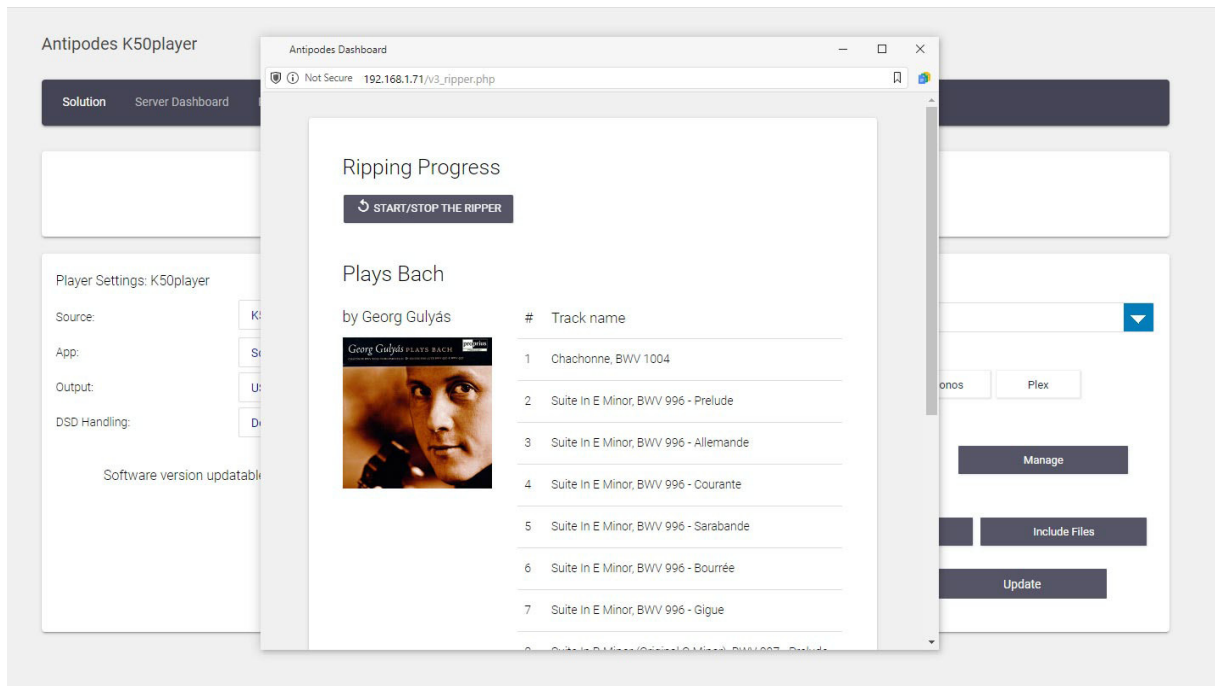 Antipodes K50player
Solution Server Dashboard
Antipodes Dashboard
Not Secure 192.168.1.71/v3_ripper.php
Ripping Progress
START/STOP THE RIPPER
Plays Bach
by Georg Gulyás
Georg Gulyás PLAYS BACH
proprius
# Track name
1 Chachonne, BWV 1004
2 Suite In E Minor, BWV 996 - Prelude
3 Suite In E Minor, BWV 996 - Allemande
4 Suite In E Minor, BWV 996 - Courante
5 Suite In E Minor, BWV 996 - Sarabande
6 Suite In E Minor, BWV 996 - Bourrée
7 Suite In E Minor, BWV 996 - Gigue
Player Settings: K50player
Source:
App:
Output:
DSD Handling:
Software version updatable
onos Plex
Manage
Include Files
Update